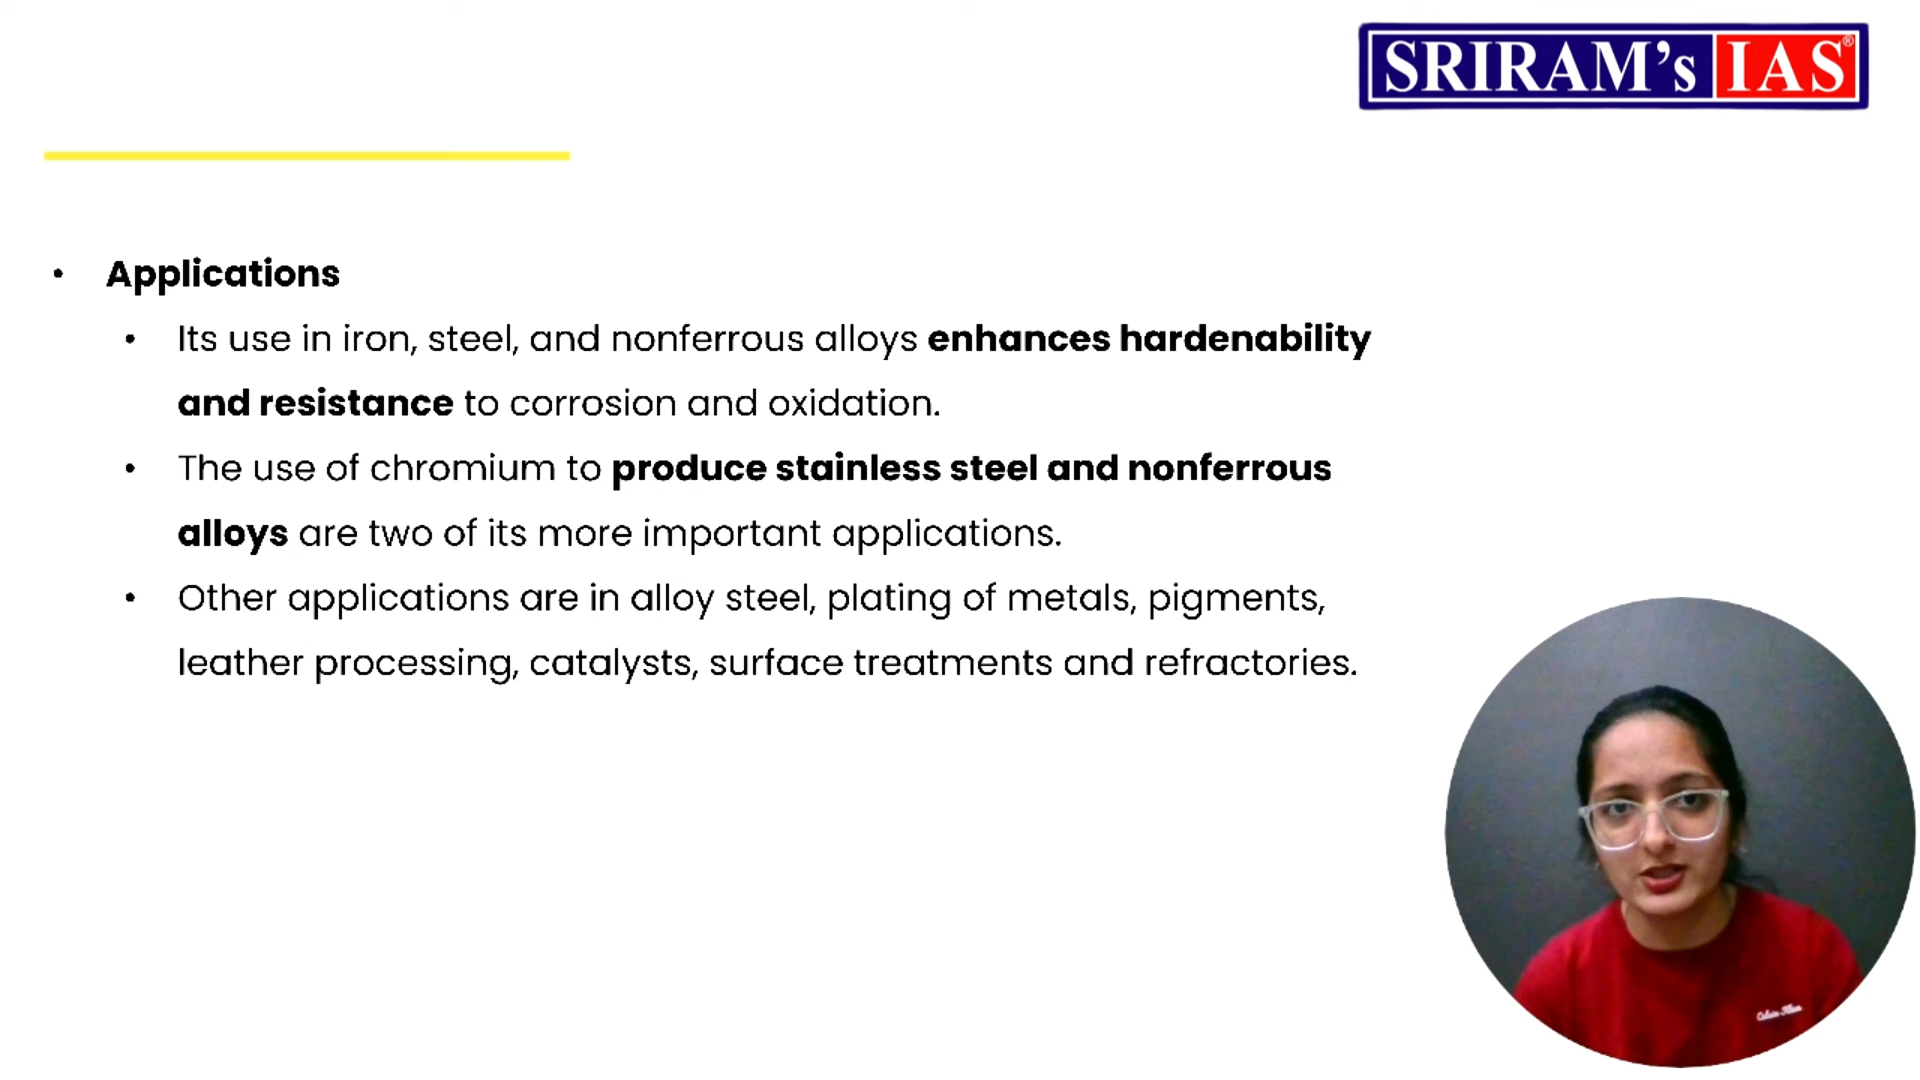 SRIRAM's IAS®
• Applications
• Its use in iron, steel, and nonferrous alloys enhances hardenability
and resistance to corrosion and oxidation.
• The use of chromium to produce stainless steel and nonferrous
alloys are two of its more important applications.
• Other applications are in alloy steel, plating of metals, pigments,
leather processing, catalysts, surface treatments and refractories.
Calvin Klein